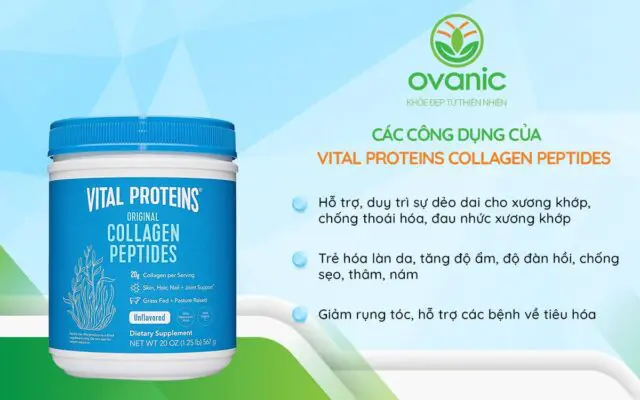 ovanic
KHỎE ĐẸP TỪ THIÊN NHIÊN
CÁC CÔNG DỤNG CỦA
VITAL PROTEINS COLLAGEN PEPTIDES
Hỗ trợ, duy trì sự dẻo dai cho xương khớp,
chống thoái hóa, đau nhức xương khớp
Trẻ hóa làn da, tăng độ ẩm, độ đàn hồi, chống
sẹo, thâm, nám
Giảm rụng tóc, hỗ trợ các bệnh về tiêu hóa
VITAL PROTEINS®
ORIGINAL
COLLAGEN
PEPTIDES
20g Collagen per Serving
Skin, Hair, Nail + Joint Support*
Grass Fed + Pasture Raised
Unflavored
Dietary Supplement
NET WT 20 OZ (1.25 lb) 567 g